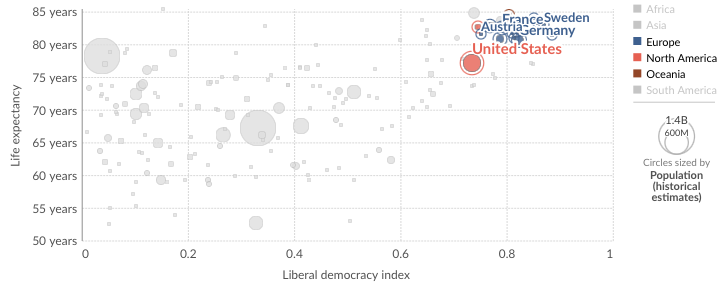 85 years
80 years
75 years
70 years
65 years
60 years
55 years
50 years
Life expectancy
0
0.2
0.4
0.6
0.8
1
Liberal democracy index
France
Sweden
Austria
Germany
United States
Africa
Asia
Europe
North America
Oceania
South America
1:4B
600M
Circles sized by
Population
(historical
estimates)